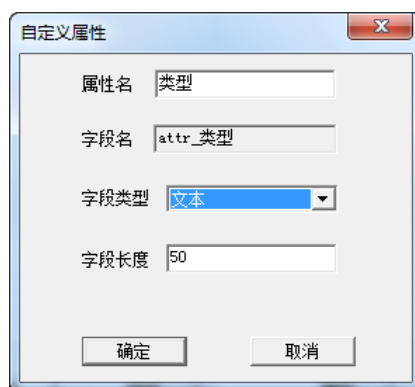 自定义属性
属性名 类型
字段名 attr_类型
字段类型 文本
字段长度 50
确定 取消